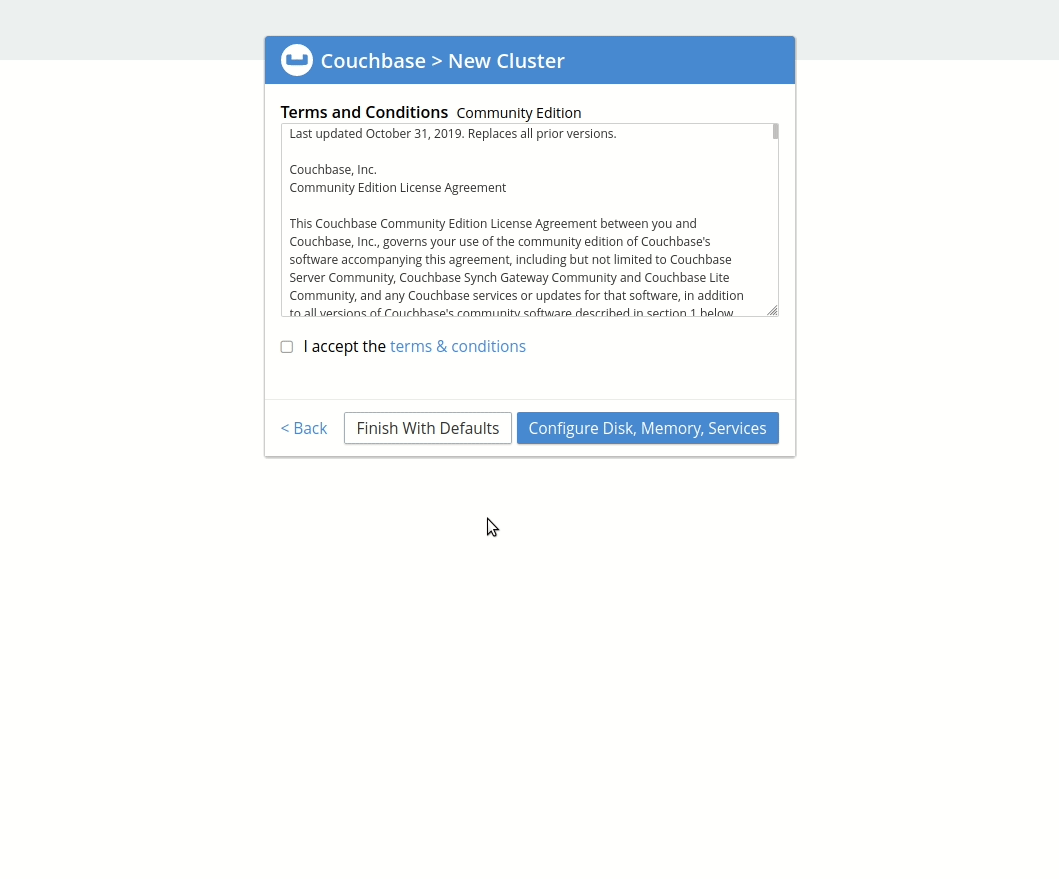 Couchbase > New Cluster
Terms and Conditions Community Edition
Last updated October 31, 2019. Replaces all prior versions.
Couchbase, Inc.
Community Edition License Agreement
This Couchbase Community Edition License Agreement between you and
Couchbase, Inc., governs your use of the community edition of Couchbase's
software accompanying this agreement, including but not limited to Couchbase
Server Community, Couchbase Synch Gateway Community and Couchbase Lite
Community, and any Couchbase services or updates for that software, in addition
to all versions of Couchbase's community software described in section 1 below
I accept the terms & conditions
< Back Finish With Defaults Configure Disk, Memory, Services